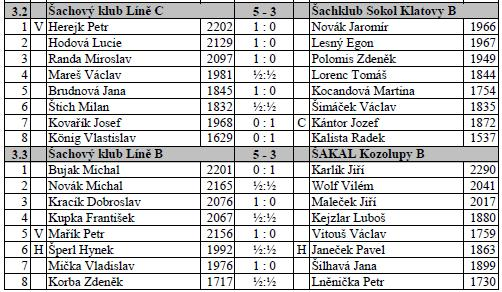 3.2 Šachový klub Líně C 5 - 3 Šachklub Sokol Klatovy B
1 V Herejk Petr 2202 1 : 0 Novák Jaromír 1966
2 Hodová Lucie 2129 1 : 0 Lesný Egon 1967
3 Randa Miroslav 2097 1 : 0 Polomis Zdeněk 1949
4 Mareš Václav 1981 ½:½ Lorenc Tomáš 1844
5 Brudnová Jana 1845 1 : 0 Kocandová Martina 1754
6 Štich Milan 1832 ½:½ Šimáček Václav 1835
7 Kovařík Josef 1968 0 : 1 C Kántor Jozef 1872
8 König Vlastislav 1629 0 : 1 Kalista Radek 1537
3.3 Šachový klub Líně B 5 - 3 ŠAKAL Kozolupy B
1 Bujak Michal 2201 0 : 1 Karlík Jiří 2290
2 Novák Michal 2165 ½:½ Wolf Vilém 2041
3 Kracík Dobroslav 2076 1 : 0 Maleček Jiří 2017
4 Kupka František 2067 ½:½ Kejzlar Luboš 1880
5 V Mařík Petr 2156 1 : 0 Vitouš Václav 1759
6 H Šperl Hynek 1992 ½:½ H Janeček Pavel 1863
7 Mička Vladislav 1976 1 : 0 Šilhavá Jana 1899
8 Korba Zdeněk 1717 ½:½ Lněnička Petr 1730